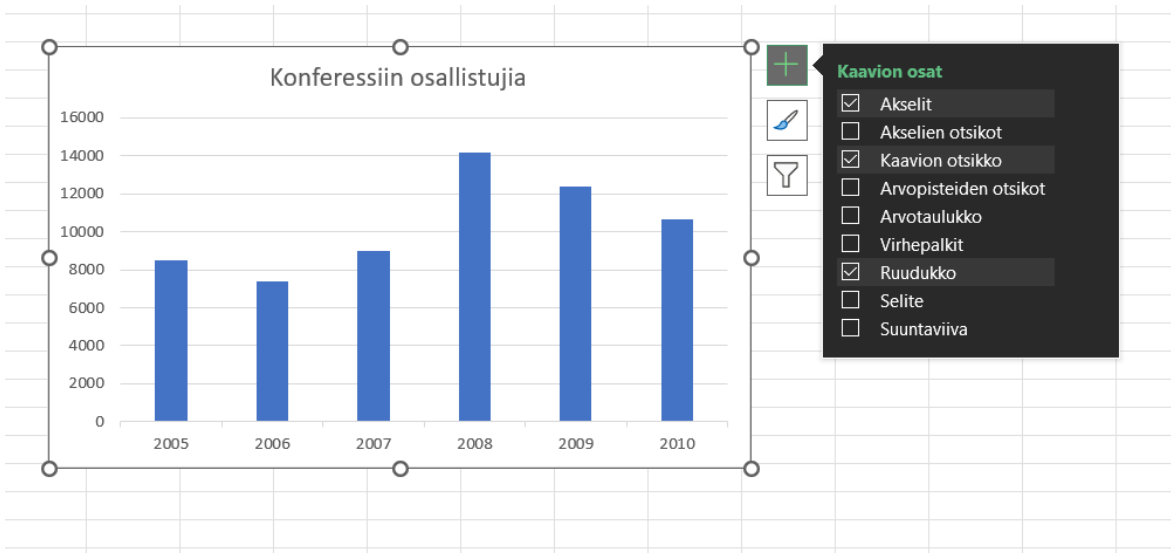 Konferessiin osallistujia
16000
14000
12000
10000
8000
6000
4000
2000
0
2005 2006 2007 2008 2009 2010
Kaavion osat
Akselit
Akselien otsikot
Kaavion otsikko
Arvopisteiden otsikot
Arvotaulukko
Virhepalkit
Ruudukko
Selite
Suuntaviiva